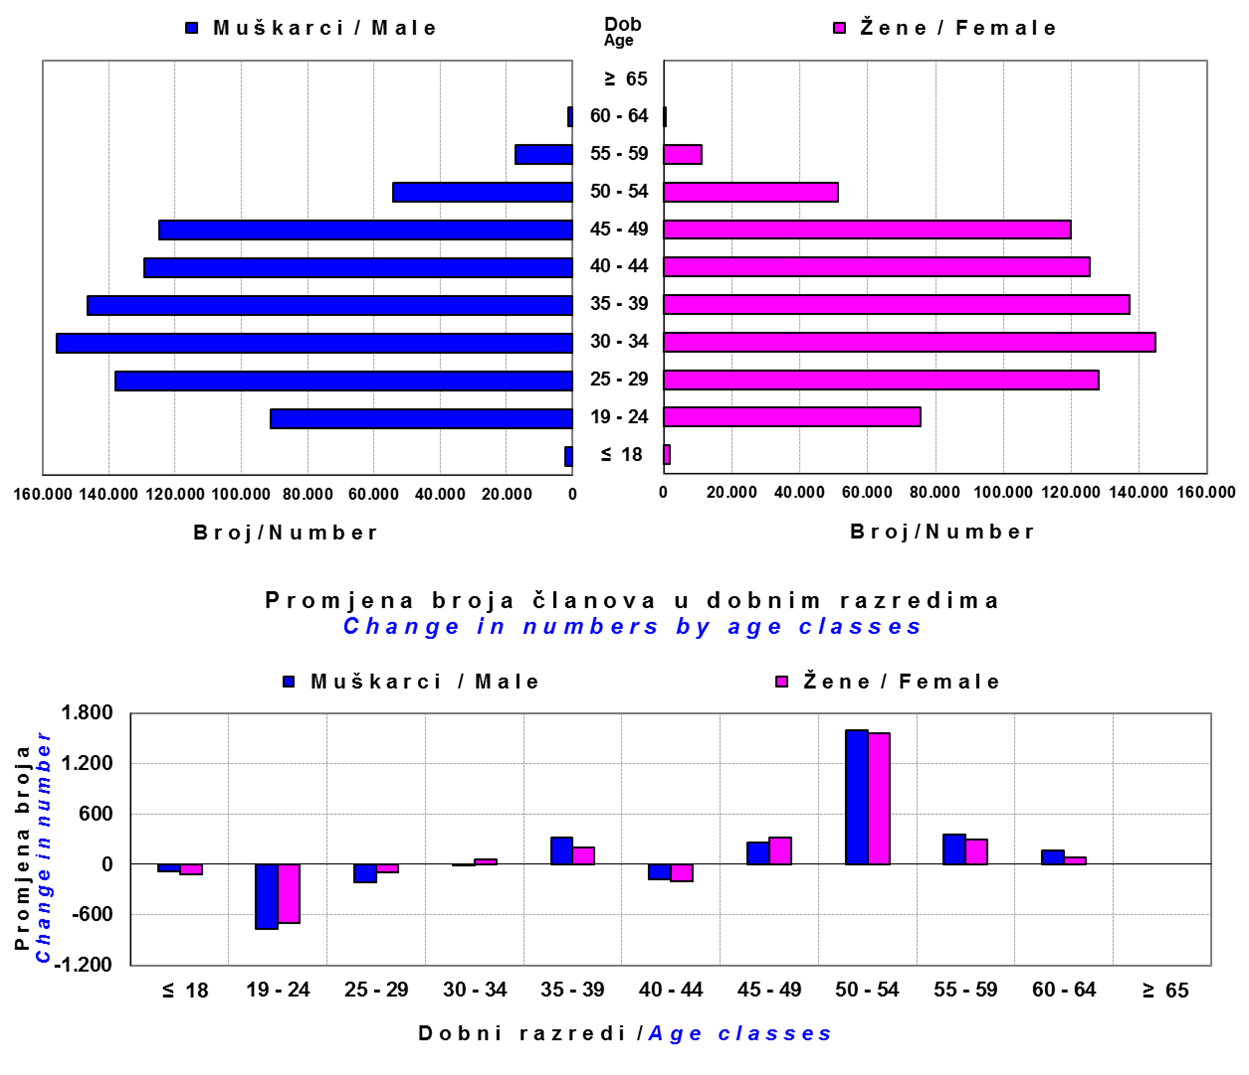 Muškarci / Male
Dob
Age
Žene / Female
≥ 65
60 - 64
55 - 59
50 - 54
45 - 49
40 - 44
35 - 39
30 - 34
25 - 29
19 - 24
≤ 18
160.000 140.000 120.000 100.000 80.000 60.000 40.000 20.000 0
0 20.000 40.000 60.000 80.000 100.000 120.000 140.000 160.000
Broj/Number
Broj/Number
Promjena broja članova u dobnim razredima
Change in numbers by age classes
Muškarci / Male
Žene / Female
Promjena broja
Change in number
1.800
1.200
600
0
-600
-1.200
≤ 18 19 - 24 25 - 29 30 - 34 35 - 39 40 - 44 45 - 49 50 - 54 55 - 59 60 - 64 ≥ 65
Dobni razredi /Age classes